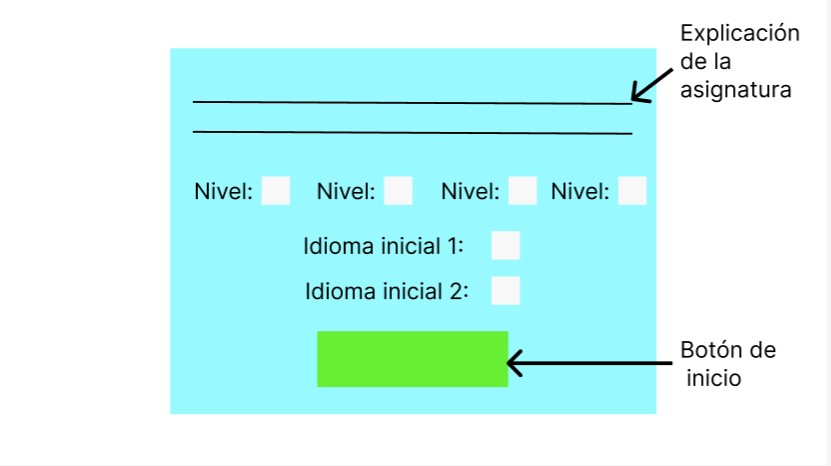 Explicación
de la
asignatura
Nivel: Nivel: Nivel: Nivel:
Idioma inicial 1:
Idioma inicial 2:
Botón de
inicio